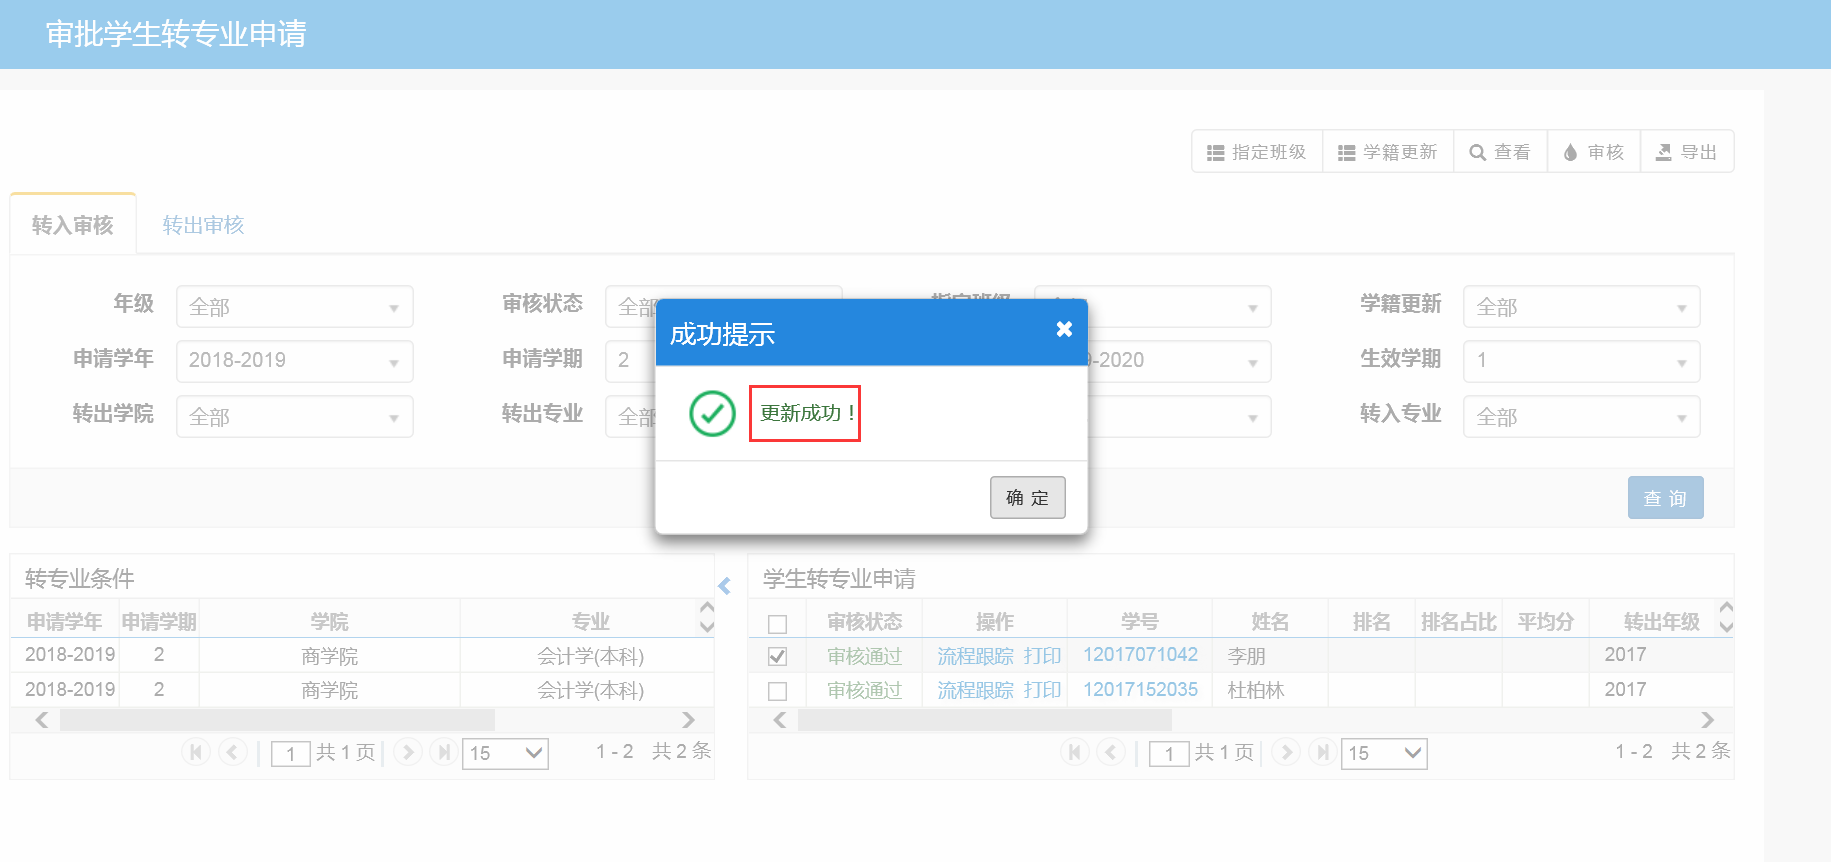 审批学生转专业申请
指定班级 学籍更新 查看 审核 导出
转入审核 转出审核
年级 全部 审核状态 全部 指定班级 学籍更新 全部
申请学年 2018-2019 申请学期 2 9-2020 生效学期 1
转出学院 全部 转出专业 全部 转入专业 全部
成功提示
更新成功！
确 定
查 询
转专业条件
申请学年 申请学期 学院 专业
2018-2019 2 商学院 会计学(本科)
2018-2019 2 商学院 会计学(本科)
1 共 1 页 15 1 - 2 共 2 条
学生转专业申请
审核状态 操作 学号 姓名 排名 排名占比 平均分 转出年级
审核通过 流程跟踪 打印 12017071042 李朋 2017
审核通过 流程跟踪 打印 12017152035 杜柏林 2017
1 共 1 页 15 1 - 2 共 2 条